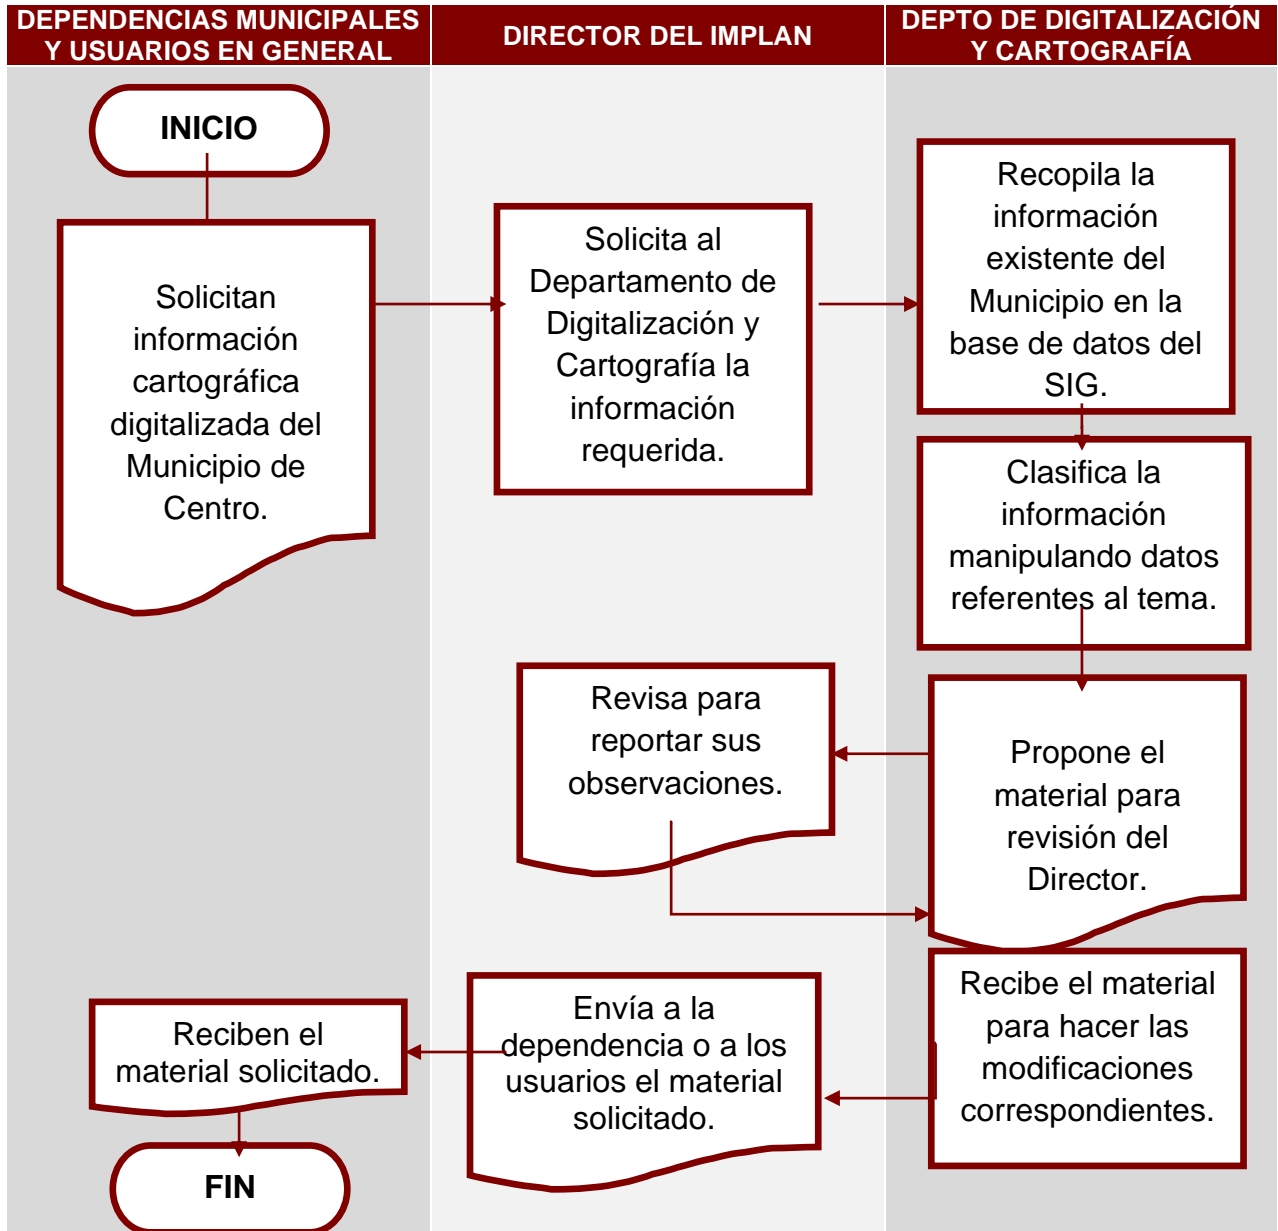 DEPENDENCIAS MUNICIPALES
Y USUARIOS EN GENERAL
DIRECTOR DEL IMPLAN
DEPTO DE DIGITALIZACIÓN
Y CARTOGRAFÍA
INICIO
Solicitan
información
cartográfica
digitalizada del
Municipio de
Centro.
Solicita al
Departamento de
Digitalización y
Cartografía la
información
requerida.
Recopila la
información
existente del
Municipio en la
base de datos del
SIG.
Clasifica la
información
manipulando datos
referentes al tema.
Propone el
material para
revisión del
Director.
Revisa para
reportar sus
observaciones.
Recibe el material
para hacer las
modificaciones
correspondientes.
Envía a la
dependencia o a los
usuarios el material
solicitado.
Reciben el
material solicitado.
FIN